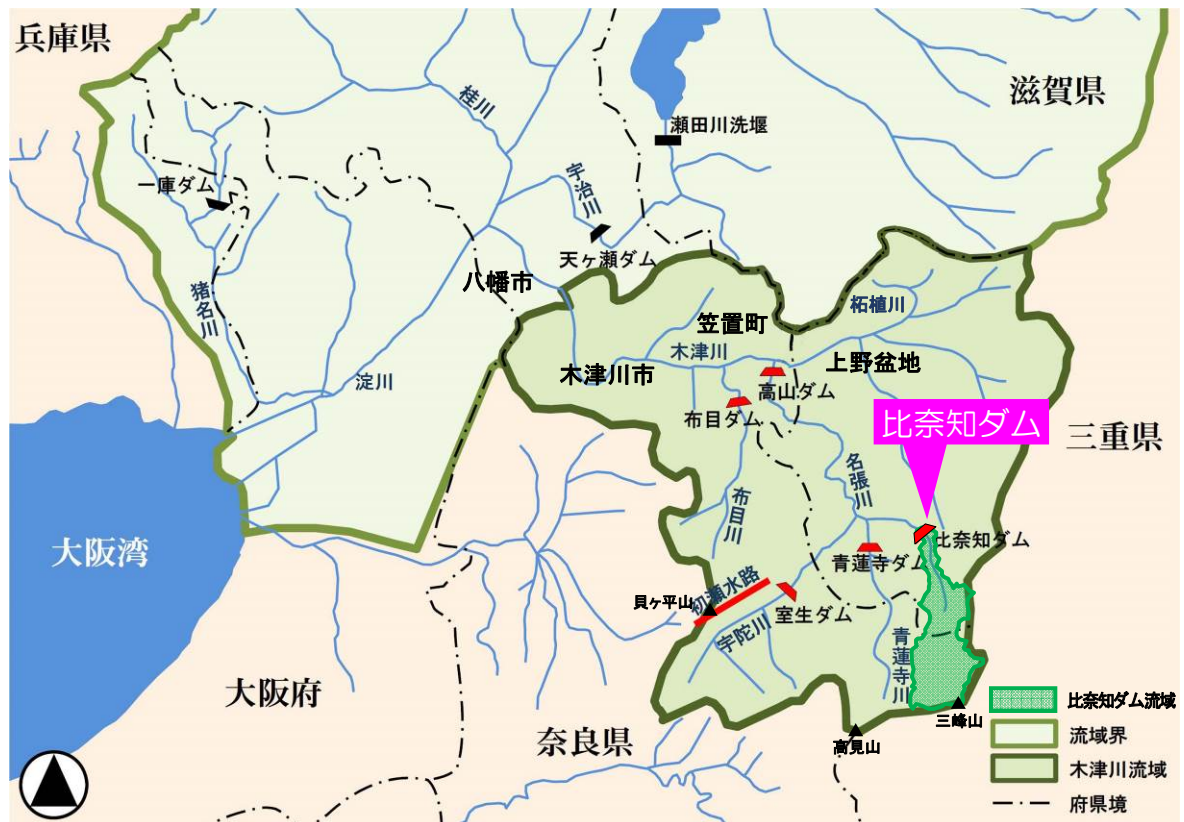 兵庫県
滋賀県
桂川
瀬田川洗堰
一庫ダム
宇治川
天ヶ瀬ダム
八幡市
猪名川
柘植川
笠置町
木津川
上野盆地
木津川市
淀川
高山ダム
布目ダム
比奈知ダム
三重県
名張川
布目川
比奈知ダム
大阪湾
青蓮寺ダム
初瀬水路
貝ヶ平山
室生ダム
宇陀川
青蓮寺川
大阪府
三峰山
奈良県
高見山
比奈知ダム流域
流域界
木津川流域
府県境